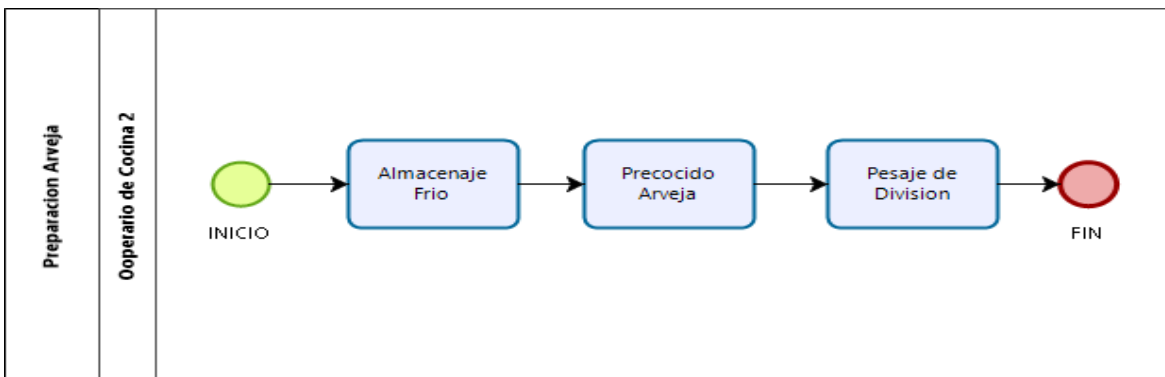 Preparacion Arveja
Ooperario de Cocina 2
INICIO
Almacenaje
Frio
Precocido
Arveja
Pesaje de
Division
FIN